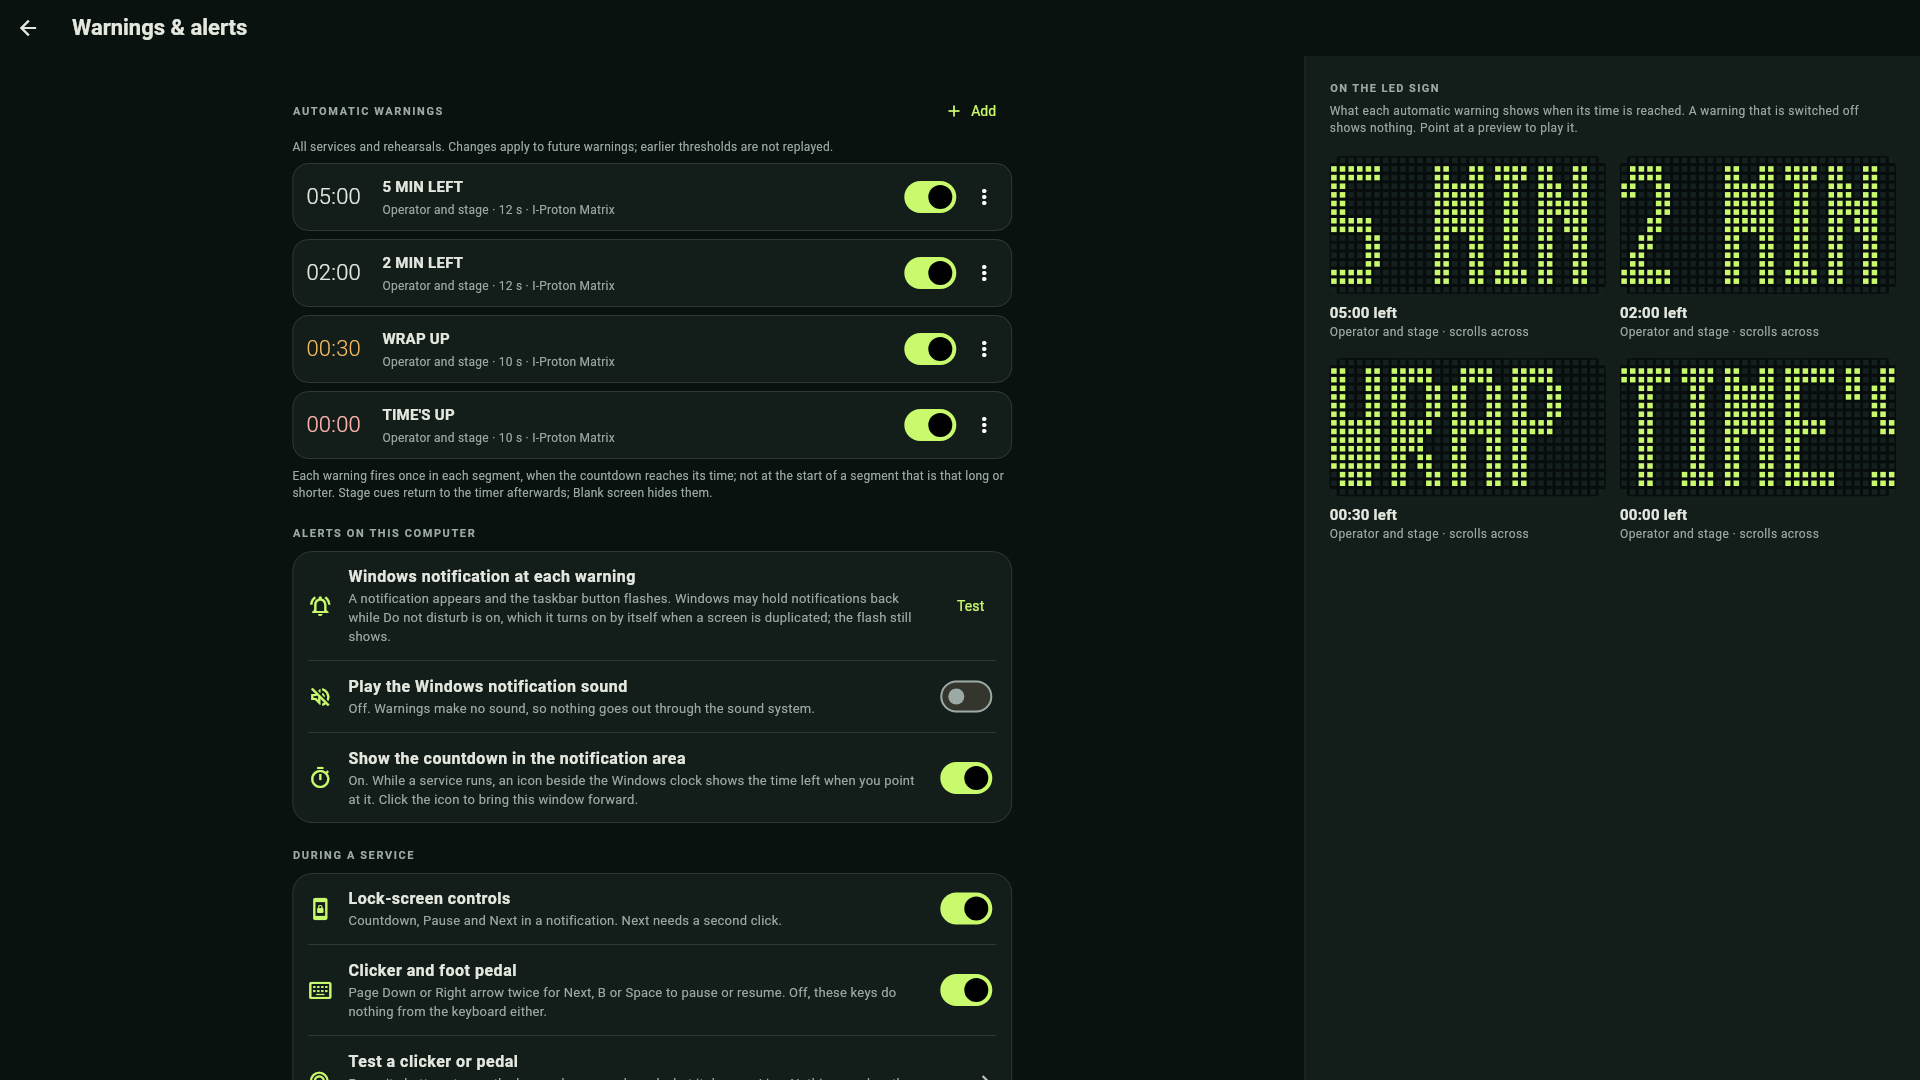 Warnings & alerts
AUTOMATIC WARNINGS
Add
All services and rehearsals. Changes apply to future warnings; earlier thresholds are not replayed.
05:00
5 MIN LEFT
Operator and stage · 12 s · I-Proton Matrix
02:00
2 MIN LEFT
Operator and stage · 12 s · I-Proton Matrix
00:30
WRAP UP
Operator and stage · 10 s · I-Proton Matrix
00:00
TIME'S UP
Operator and stage · 10 s · I-Proton Matrix
Each warning fires once in each segment, when the countdown reaches its time; not at the start of a segment that is that long or
shorter. Stage cues return to the timer afterwards; Blank screen hides them.
ALERTS ON THIS COMPUTER
Windows notification at each warning
A notification appears and the taskbar button flashes. Windows may hold notifications back
while Do not disturb is on, which it turns on by itself when a screen is duplicated; the flash still
shows.
Test
Play the Windows notification sound
Off. Warnings make no sound, so nothing goes out through the sound system.
Show the countdown in the notification area
On. While a service runs, an icon beside the Windows clock shows the time left when you point
at it. Click the icon to bring this window forward.
DURING A SERVICE
Lock-screen controls
Countdown, Pause and Next in a notification. Next needs a second click.
Clicker and foot pedal
Page Down or Right arrow twice for Next, B or Space to pause or resume. Off, these keys do
nothing from the keyboard either.
Test a clicker or pedal
ON THE LED SIGN
What each automatic warning shows when its time is reached. A warning that is switched off
shows nothing. Point at a preview to play it.
5 MIN
05:00 left
Operator and stage · scrolls across
2 MIN
02:00 left
Operator and stage · scrolls across
WRAP
00:30 left
Operator and stage · scrolls across
TIME'
00:00 left
Operator and stage · scrolls across